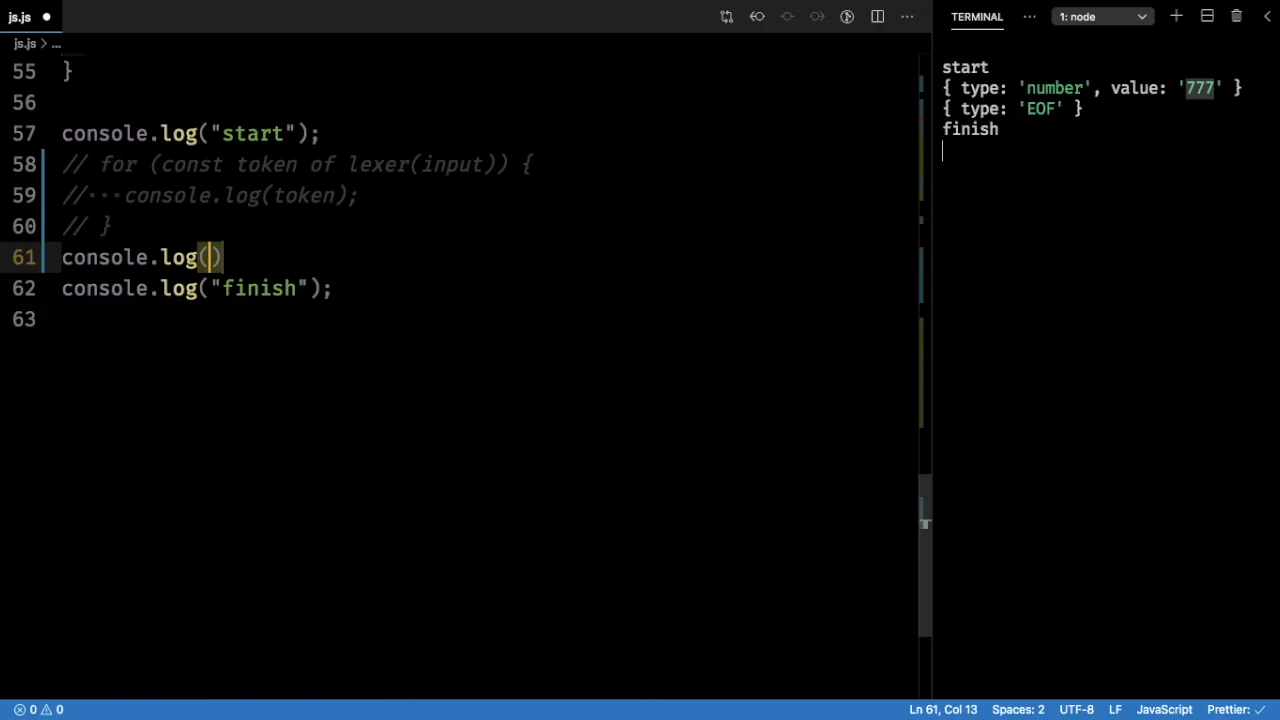 js.js ● ··· TERMINAL ··· 1: node
js.js > ...
55 }
56
57 console.log("start");
58 // for (const token of lexer(input)) {
59 //···console.log(token);
60 // }
61 console.log()
62 console.log("finish");
63
start
{ type: 'number', value: '777' }
{ type: 'EOF' }
finish
0 0 Ln 61, Col 13 Spaces: 2 UTF-8 LF JavaScript Prettier: ✓